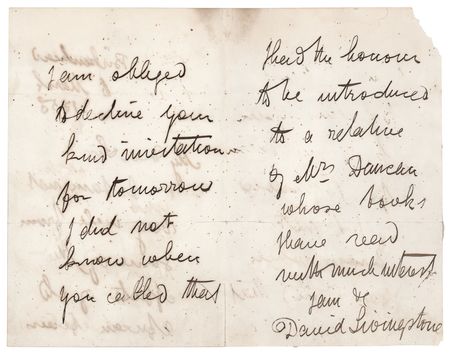 I am obliged
to decline your
kind invitation
for tomorrow
I did not
know when
you called that
I had the honour
to be introduced
to a relative
of Mrs Duncan
whose books
I have read
with much interest
I am &
David Livingstone